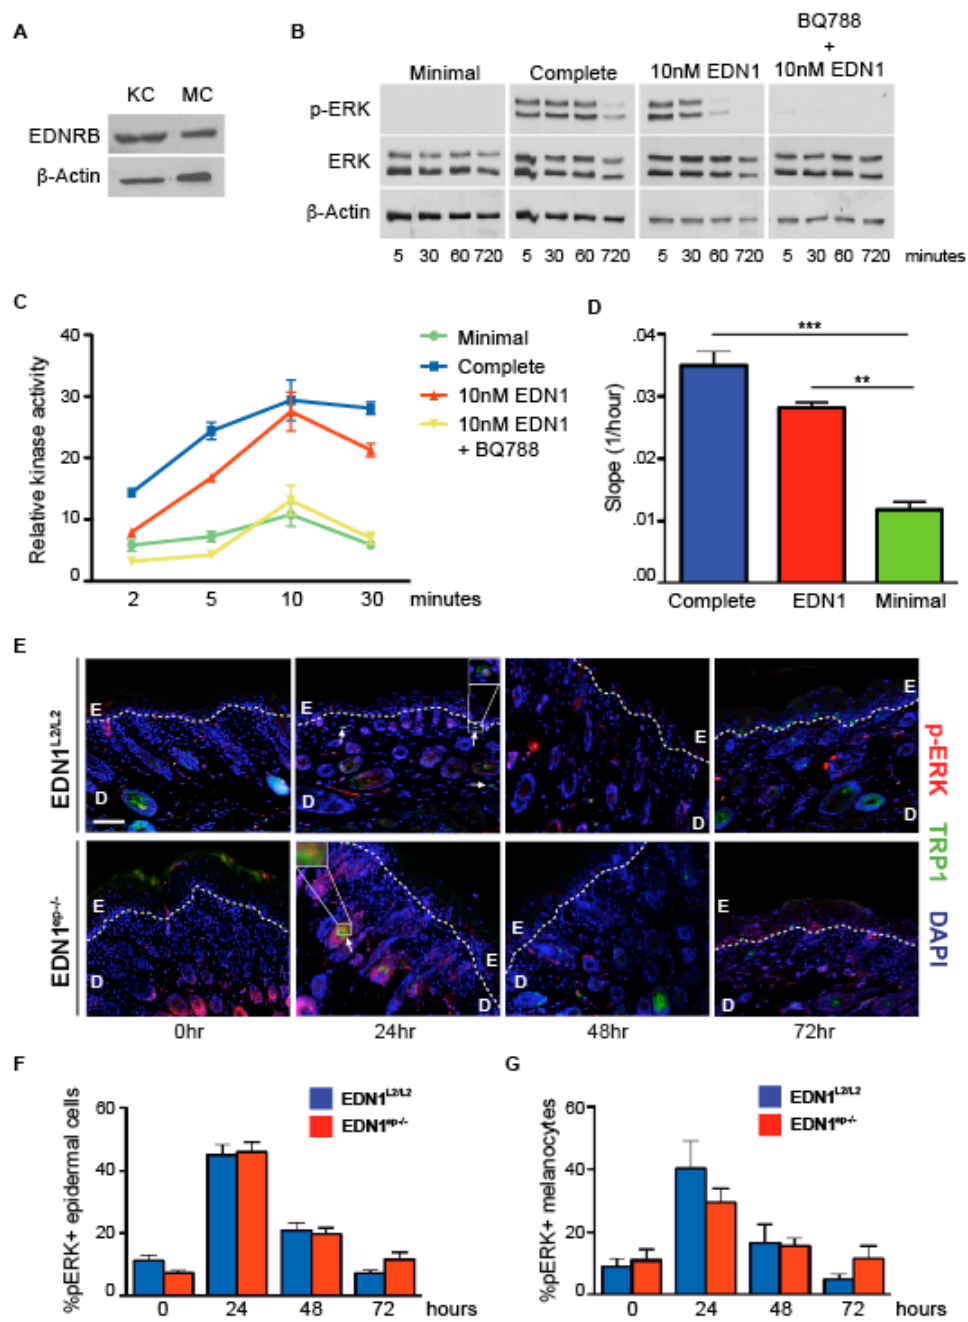 A
KC MC
EDNRB
β-Actin
B
BQ788
+
Minimal Complete 10nM EDN1 10nM EDN1
p-ERK
ERK
β-Actin
5 30 60 720 5 30 60 720 5 30 60 720 5 30 60 720 minutes
C
Relative kinase activity
40
30
20
10
0
2 5 10 30 minutes
Minimal
Complete
10nM EDN1
10nM EDN1
+ BQ788
D
Slope (1/hour)
.04
.03
.02
.01
.00
***
**
Complete EDN1 Minimal
E
EDN1L2/L2
E D
E D
E D
E D
EDN1ep-/-
E D
E D
E D
E D
0hr 24hr 48hr 72hr
p-ERK TRP1 DAPI
F
%pERK+ epidermal cells
60
40
20
0
EDN1L2/L2
EDN1ep-/-
0 24 48 72 hours
G
%pERK+ melanocytes
60
40
20
0
EDN1L2/L2
EDN1ep-/-
0 24 48 72 hours